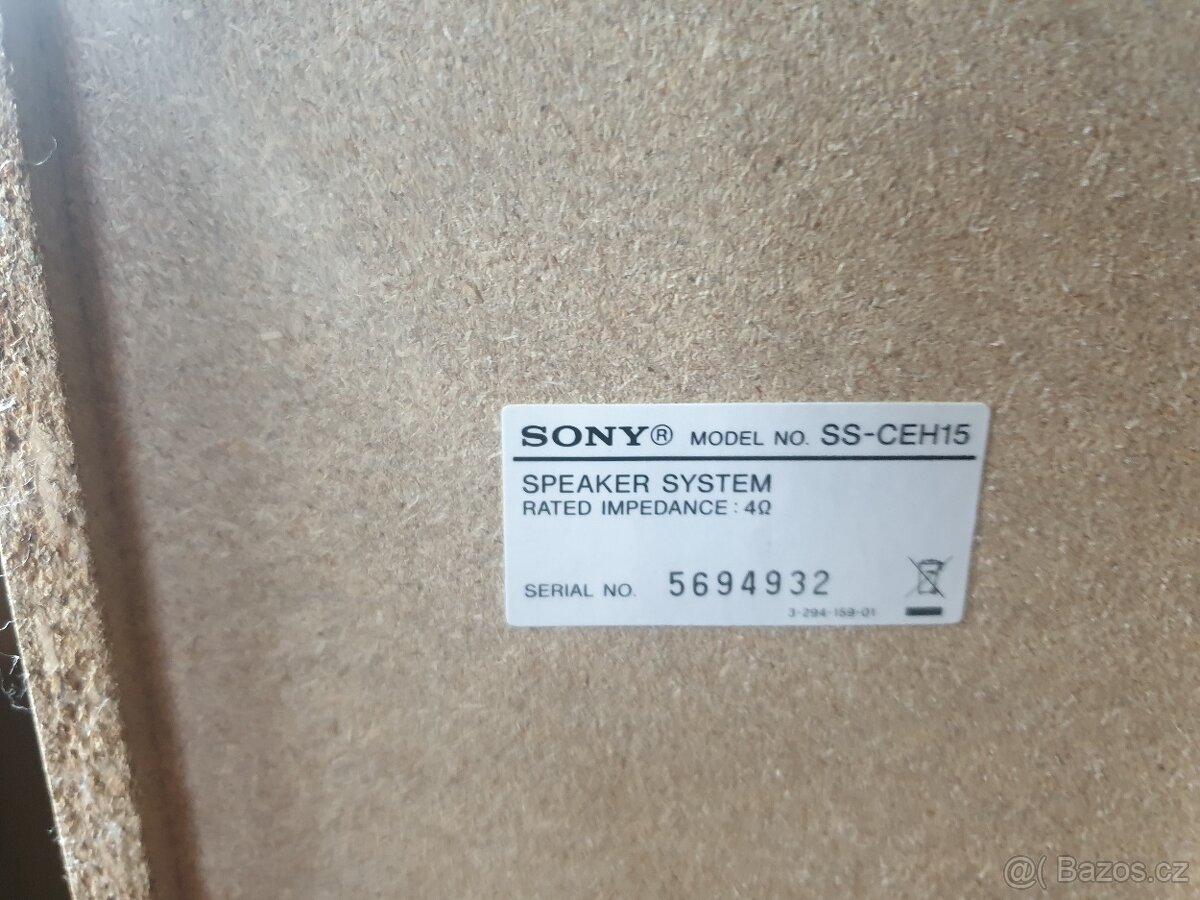 SONY® MODEL NO. SS-CEH15
SPEAKER SYSTEM
RATED IMPEDANCE : 4Ω
SERIAL NO. 5694932
3-294-159-01
@( Bazos.cz